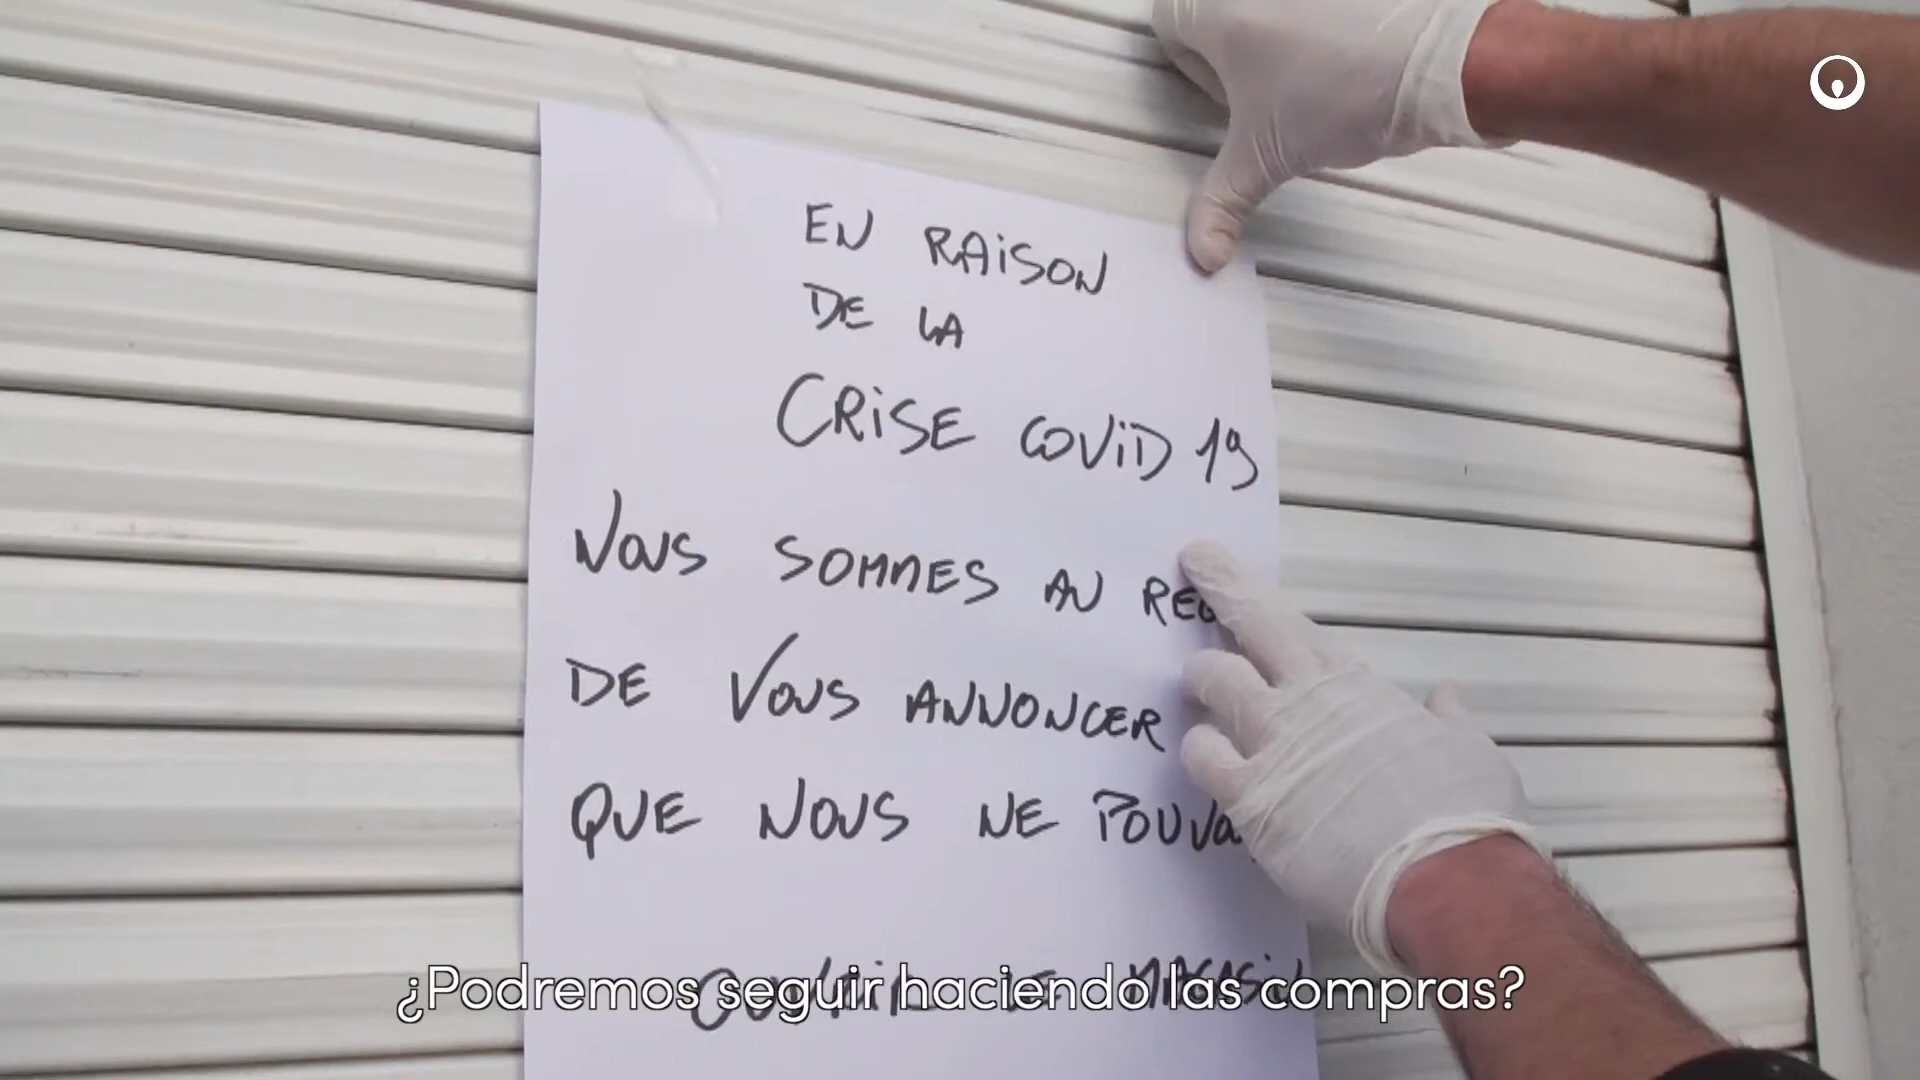 EN RAiSON
DE LA
CRiSE COViD 19
NOUS SOMMES AU
DE VOUS ANNONCER
QUE NOUS NE
¿Podremos seguir haciendo las compras?